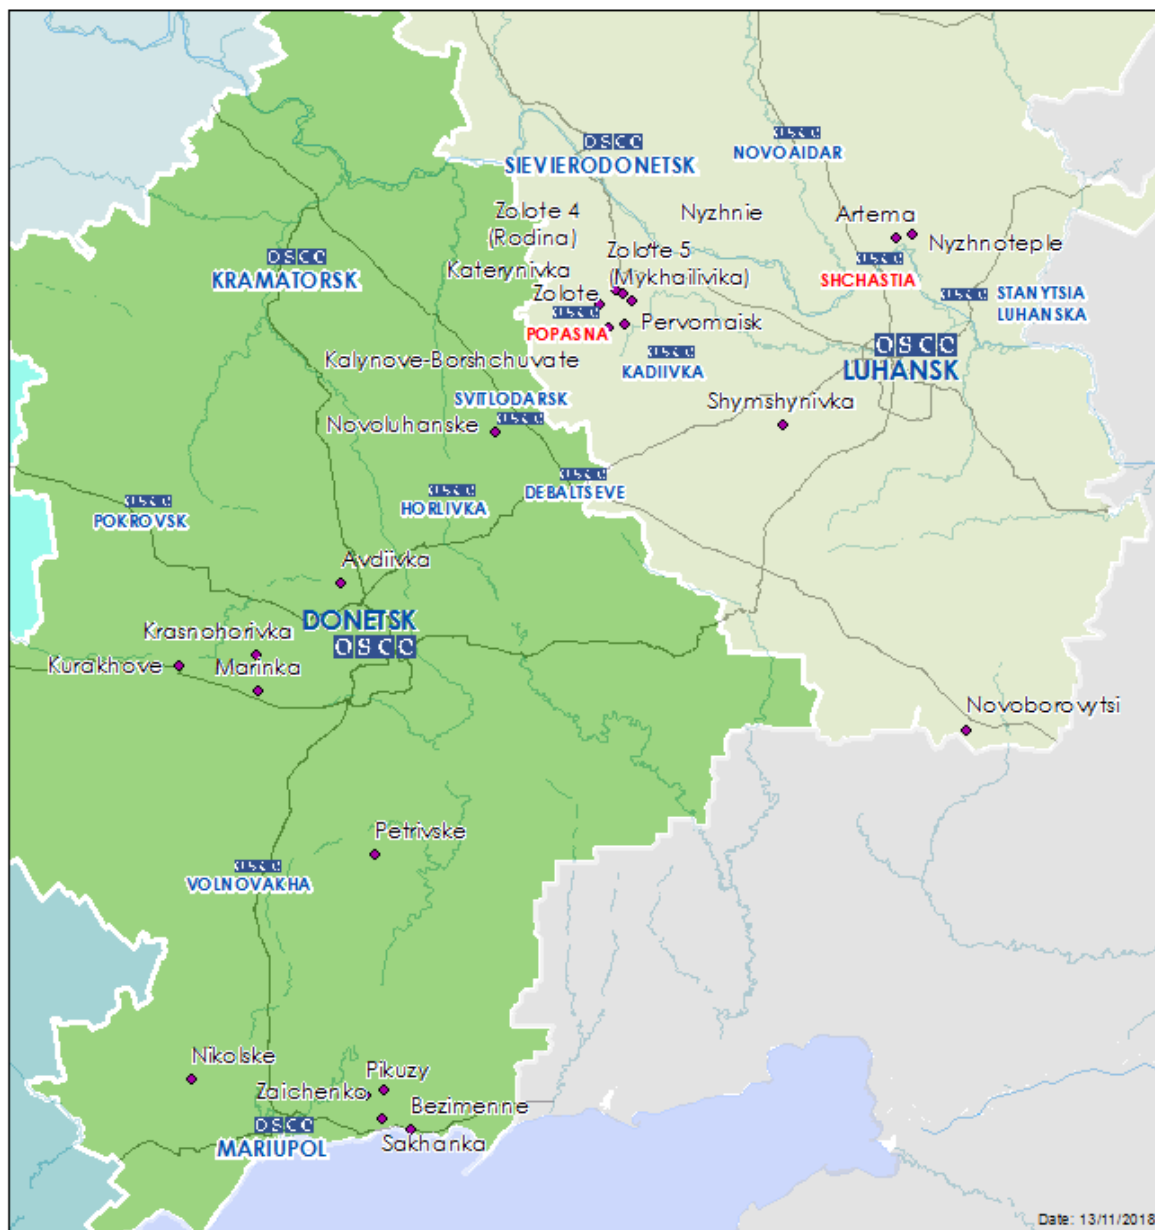 OSCE
SIEVIERODONETSK
OSCE
NOVOAIDAR
Zolote 4
(Rodina)
Nyzhnie
Artema
Nyzhnoteple
OSCE
KRAMATORSK
Katerynivka
Zolote 5
(Mykhailivika)
OSCE
SHCHASTIA
Zolote
OSCE
POPASNA
OSCE
STANYTSIA
LUHANSKA
Pervomaisk
Kalynove-Borshchuvate
OSCE
KADIIVKA
OSCE
LUHANSK
SVITLODARSK
OSCE
Novoluhanske
Shymshynivka
OSCE
POKROVSK
OSCE
HORLIVKA
OSCE
DEBALTSEVE
Avdiivka
DONETSK
OSCE
Krasnohorivka
Kurakhove
Marinka
Novoborovytsi
Petrivske
OSCE
VOLNOVAKHA
Nikolske
Pikuzy
Zaichenko
Bezimenne
OSCE
MARIUPOL
Sakhanka
Date: 13/11/2018